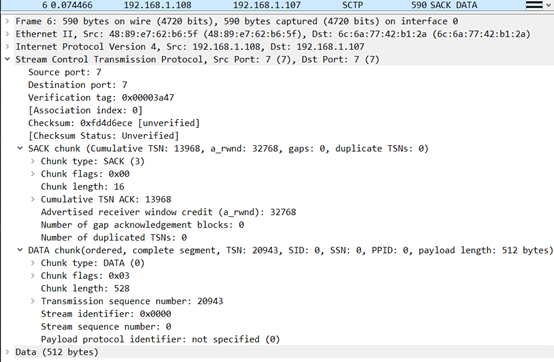 6 0.074466 192.168.1.108 192.168.1.107 SCTP 590 SACK DATA
Frame 6: 590 bytes on wire (4720 bits), 590 bytes captured (4720 bits) on interface 0
Ethernet II, Src: 48:89:e7:62:b6:5f (48:89:e7:62:b6:5f), Dst: 6c:6a:77:42:b1:2a (6c:6a:77:42:b1:2a)
Internet Protocol Version 4, Src: 192.168.1.108, Dst: 192.168.1.107
Stream Control Transmission Protocol, Src Port: 7 (7), Dst Port: 7 (7)
Source port: 7
Destination port: 7
Verification tag: 0x00003a47
[Association index: 0]
Checksum: 0xfd4d6ece [unverified]
[Checksum Status: Unverified]
SACK chunk (Cumulative TSN: 13968, a_rwnd: 32768, gaps: 0, duplicate TSNs: 0)
Chunk type: SACK (3)
Chunk flags: 0x00
Chunk length: 16
Cumulative TSN ACK: 13968
Advertised receiver window credit (a_rwnd): 32768
Number of gap acknowledgement blocks: 0
Number of duplicated TSNs: 0
DATA chunk(ordered, complete segment, TSN: 20943, SID: 0, SSN: 0, PPID: 0, payload length: 512 bytes)
Chunk type: DATA (0)
Chunk flags: 0x03
Chunk length: 528
Transmission sequence number: 20943
Stream identifier: 0x0000
Stream sequence number: 0
Payload protocol identifier: not specified (0)
Data (512 bytes)